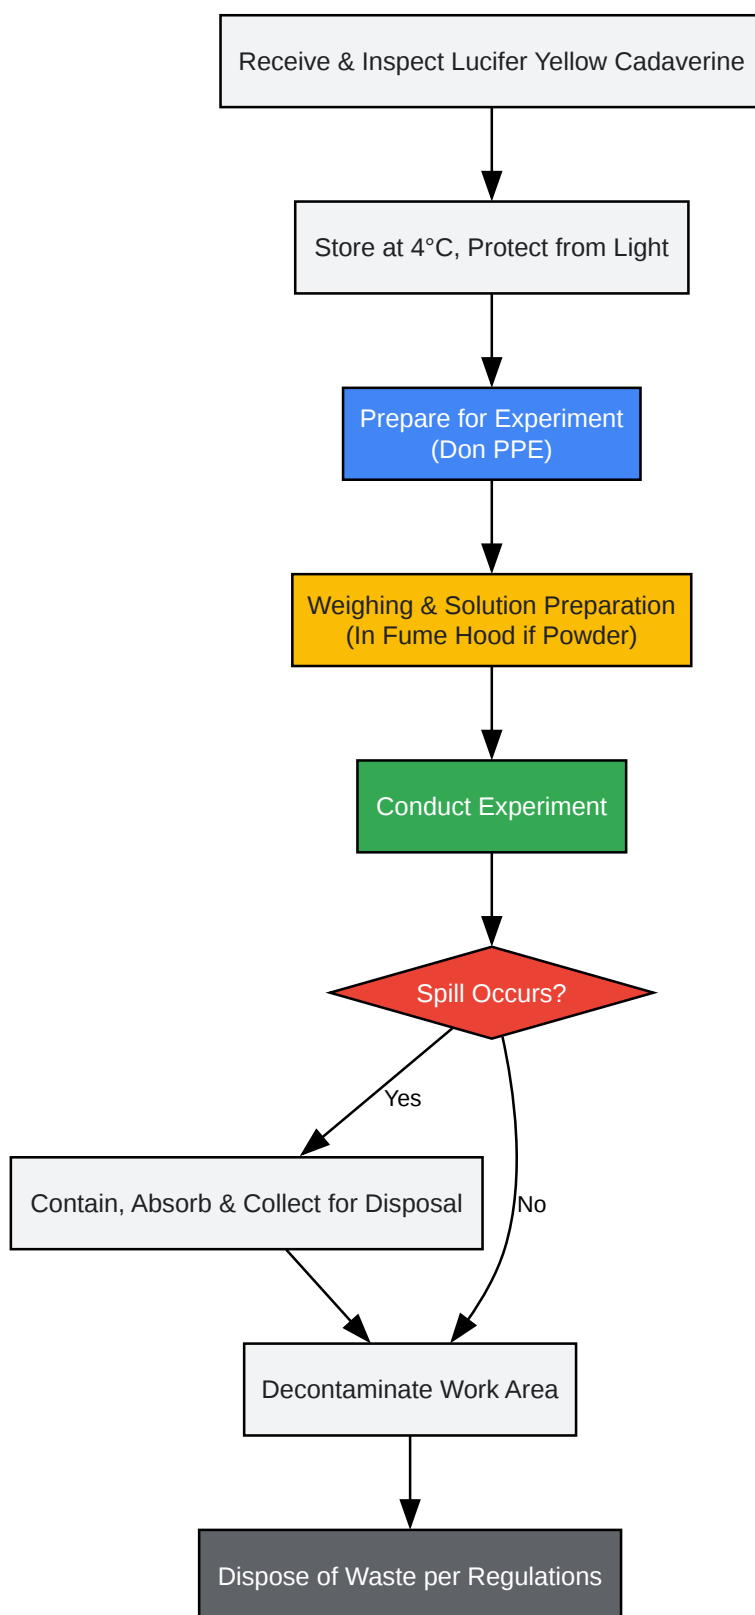 Receive & Inspect Lucifer Yellow Cadaverine
Store at 4°C, Protect from Light
Prepare for Experiment
(Don PPE)
Weighing & Solution Preparation
(In Fume Hood if Powder)
Conduct Experiment
Spill Occurs?
Yes
Contain, Absorb & Collect for Disposal
No
Decontaminate Work Area
Dispose of Waste per Regulations